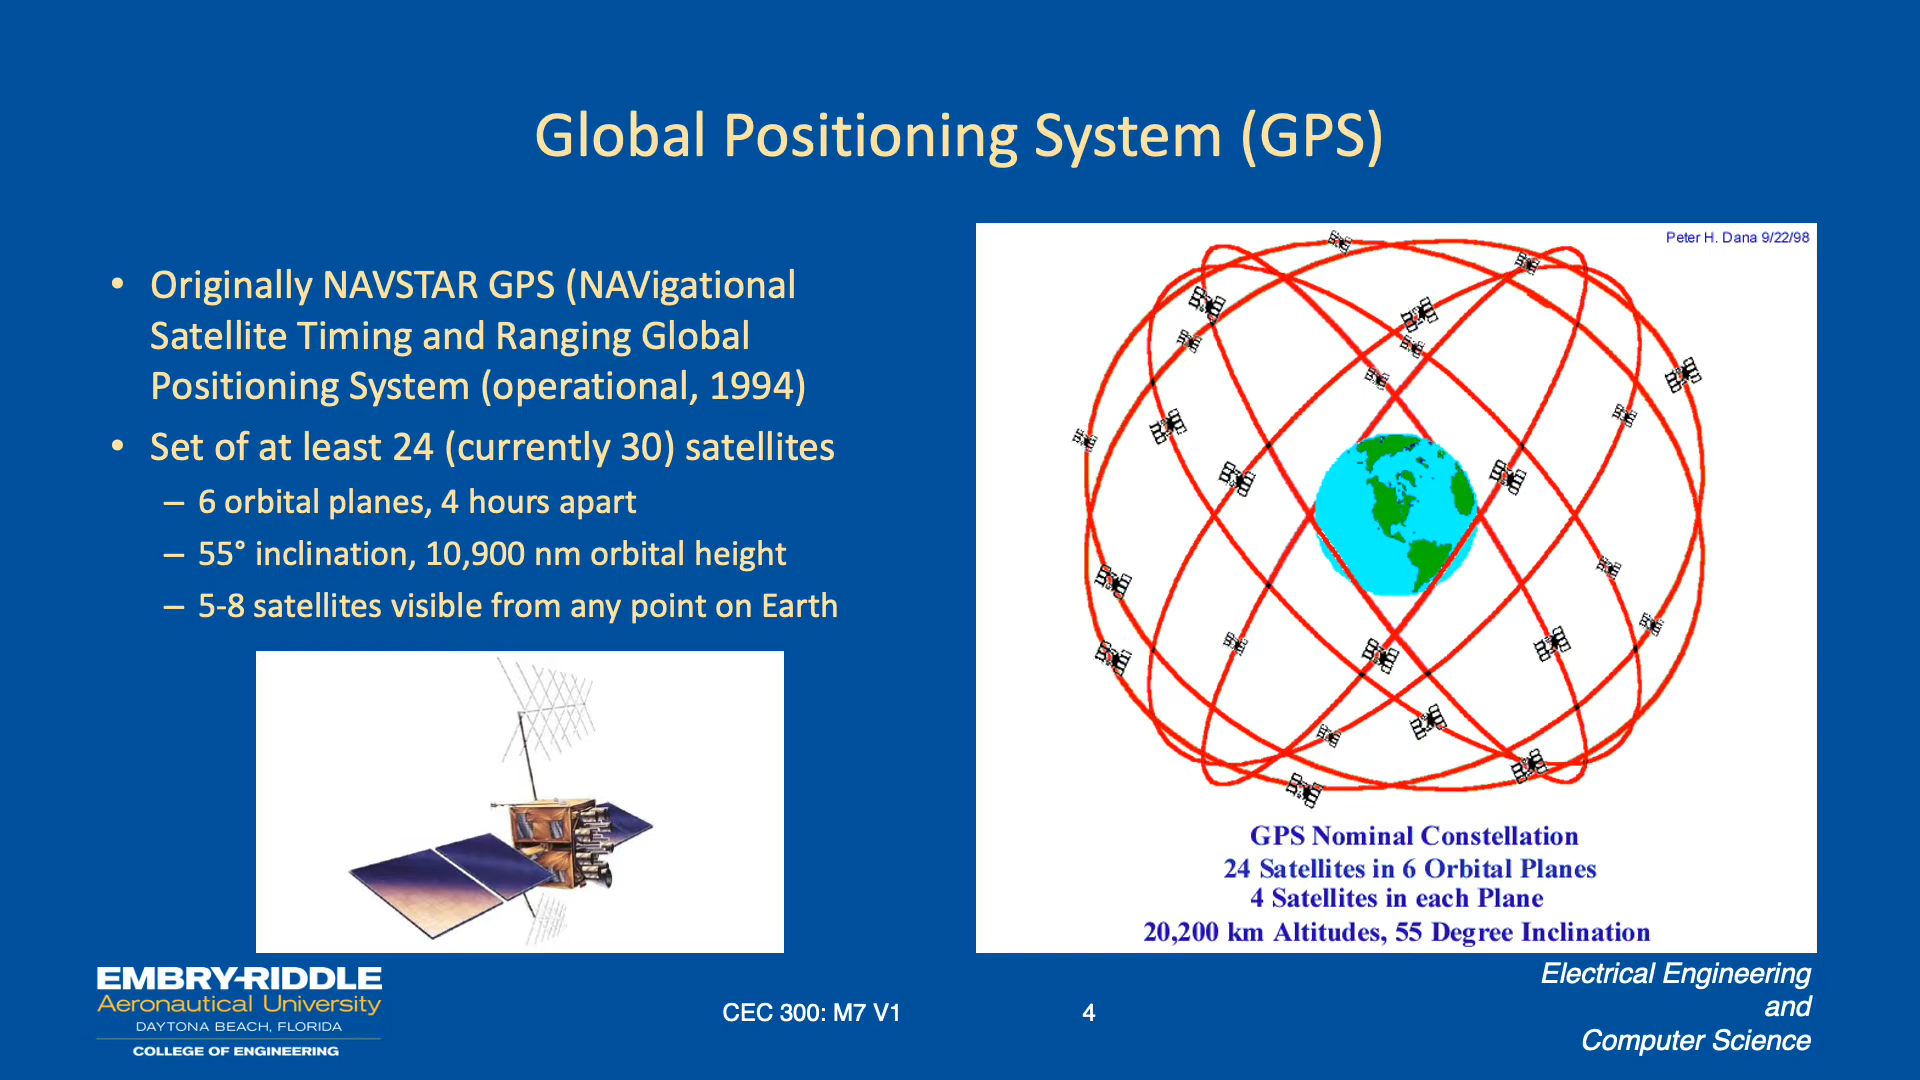 Global Positioning System (GPS)
• Originally NAVSTAR GPS (NAVigational
Satellite Timing and Ranging Global
Positioning System (operational, 1994)
• Set of at least 24 (currently 30) satellites
– 6 orbital planes, 4 hours apart
– 55° inclination, 10,900 nm orbital height
– 5-8 satellites visible from any point on Earth
Peter H. Dana 9/22/98
GPS Nominal Constellation
24 Satellites in 6 Orbital Planes
4 Satellites in each Plane
20,200 km Altitudes, 55 Degree Inclination
EMBRY-RIDDLE
Aeronautical University
DAYTONA BEACH, FLORIDA
COLLEGE OF ENGINEERING
CEC 300: M7 V1
4
Electrical Engineering
and
Computer Science